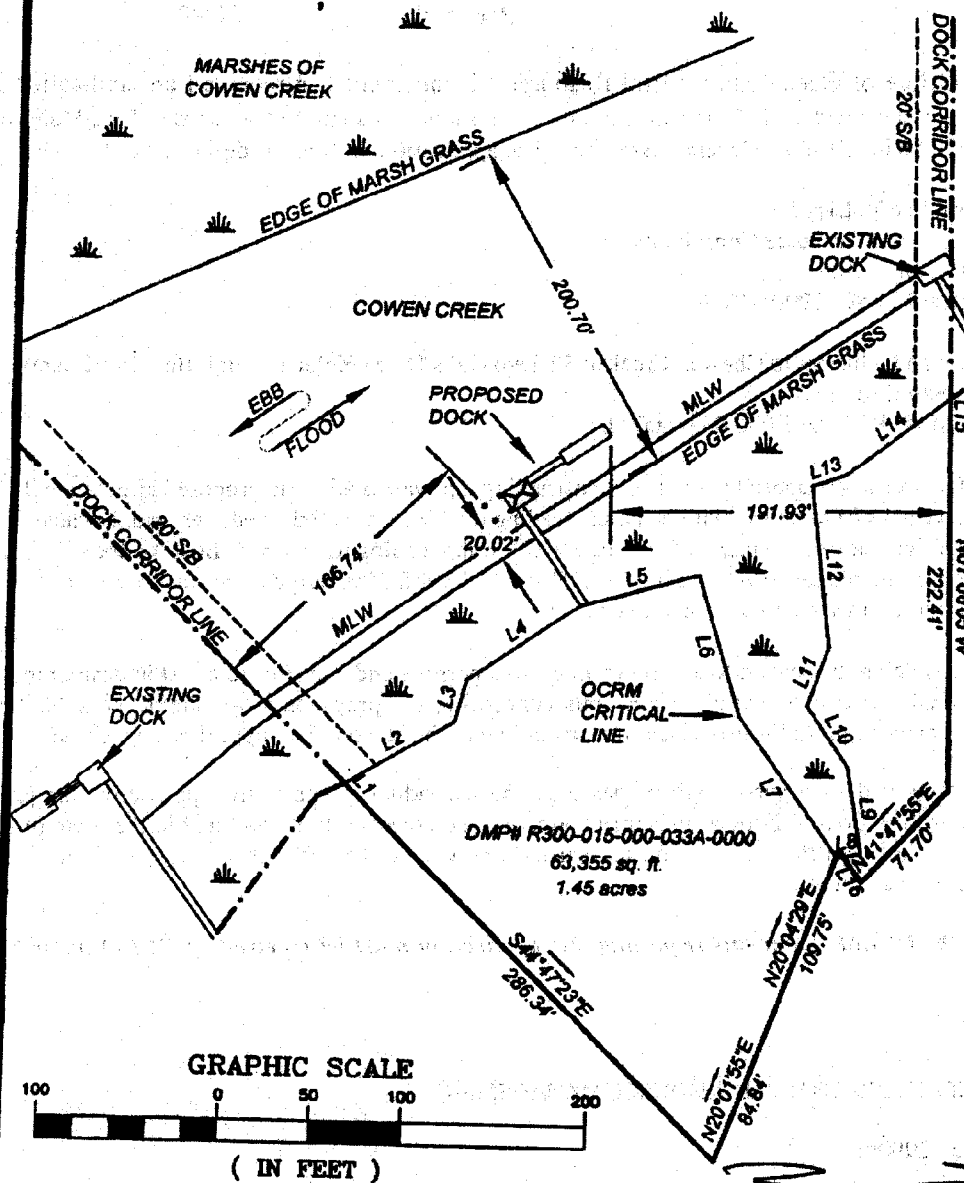 MARSHES OF
COWEN CREEK
EDGE OF MARSH GRASS
DOCK CORRIDOR LINE
20' S/B
EXISTING
DOCK
200.70'
COWEN CREEK
EBB
FLOOD
PROPOSED
DOCK
MLW
EDGE OF MARSH GRASS
L15
L14
L13
191.93'
20.02'
166.74'
20' S/B
DOCK CORRIDOR LINE
MLW
L12
222.41'
L5
L4
L6
L11
L3
EXISTING
DOCK
OCRM
CRITICAL
LINE
L10
L2
L1
L7
L9
L8
L16
N41°41'55"E
71.70'
DMP# R300-015-000-033A-0000
63,355 sq. ft.
1.45 acres
N20°04'29"E
109.75'
S44°47'23"E
286.34'
N20°01'55"E
84.84'
GRAPHIC SCALE
100 0 50 100 200
( IN FEET )